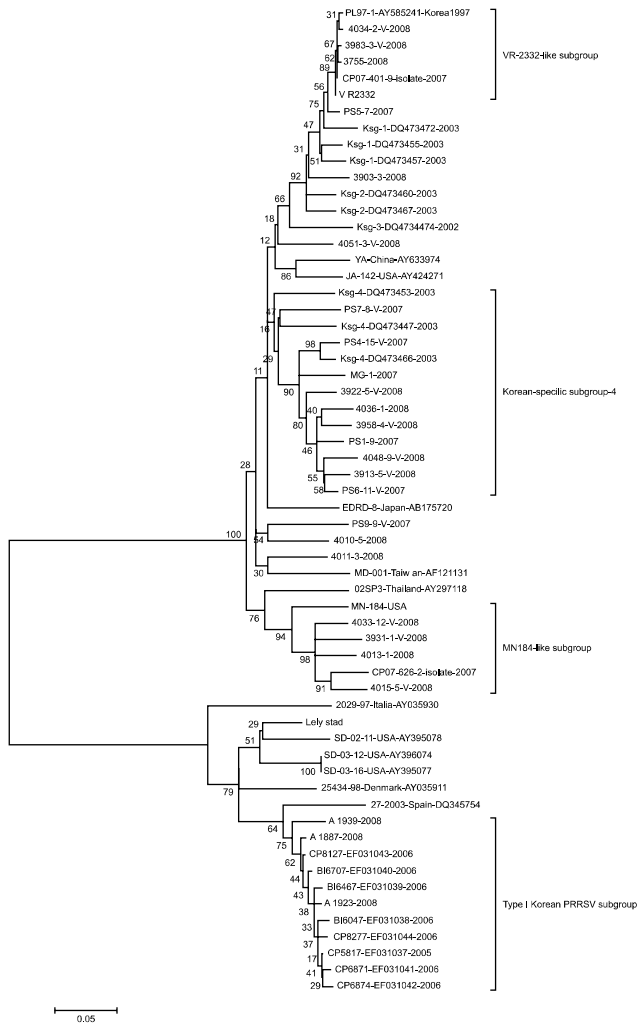 PL97-1-AY585241-Korea1997
31
4034-2-V-2008
67
3983-3-V-2008
62
3755-2008
89
CP07-401-9-isolate-2007
VR-2332-like subgroup
56
V R2332
75
PS5-7-2007
47
Ksg-1-DQ473472-2003
31
Ksg-1-DQ473455-2003
51
Ksg-1-DQ473457-2003
92
3903-3-2008
66
Ksg-2-DQ473460-2003
Ksg-2-DQ473467-2003
18
Ksg-3-DQ4734474-2002
12
4051-3-V-2008
YA-China-AY633974
86
JA-142-USA-AY424271
Ksg-4-DQ473453-2003
47
PS7-8-V-2007
16
Ksg-4-DQ473447-2003
98
PS4-15-V-2007
29
Ksg-4-DQ473466-2003
11
MG-1-2007
90
3922-5-V-2008
Korean-specilic subgroup-4
40
4036-1-2008
80
3958-4-V-2008
PS1-9-2007
46
4048-9-V-2008
28
55
3913-5-V-2008
58
PS6-11-V-2007
EDRD-8-Japan-AB175720
PS9-9-V-2007
100
54
4010-5-2008
4011-3-2008
30
MD-001-Taiw an-AF121131
02SP3-Thailand-AY297118
76
MN-184-USA
4033-12-V-2008
94
3931-1-V-2008
98
4013-1-2008
MN184-like subgroup
CP07-626-2-isolate-2007
91
4015-5-V-2008
2029-97-Italia-AY035930
29
Lely stad
51
SD-02-11-USA-AY395078
SD-03-12-USA-AY396074
100
SD-03-16-USA-AY395077
79
25434-98-Denmark-AY035911
27-2003-Spain-DQ345754
64
A 1939-2008
75
A 1887-2008
62
CP8127-EF031043-2006
44
BI6707-EF031040-2006
43
BI6467-EF031039-2006
38
A 1923-2008
Type I Korean PRRSV subgroup
33
BI6047-EF031038-2006
37
CP8277-EF031044-2006
17
CP5817-EF031037-2005
41
CP6871-EF031041-2006
29
CP6874-EF031042-2006
0.05